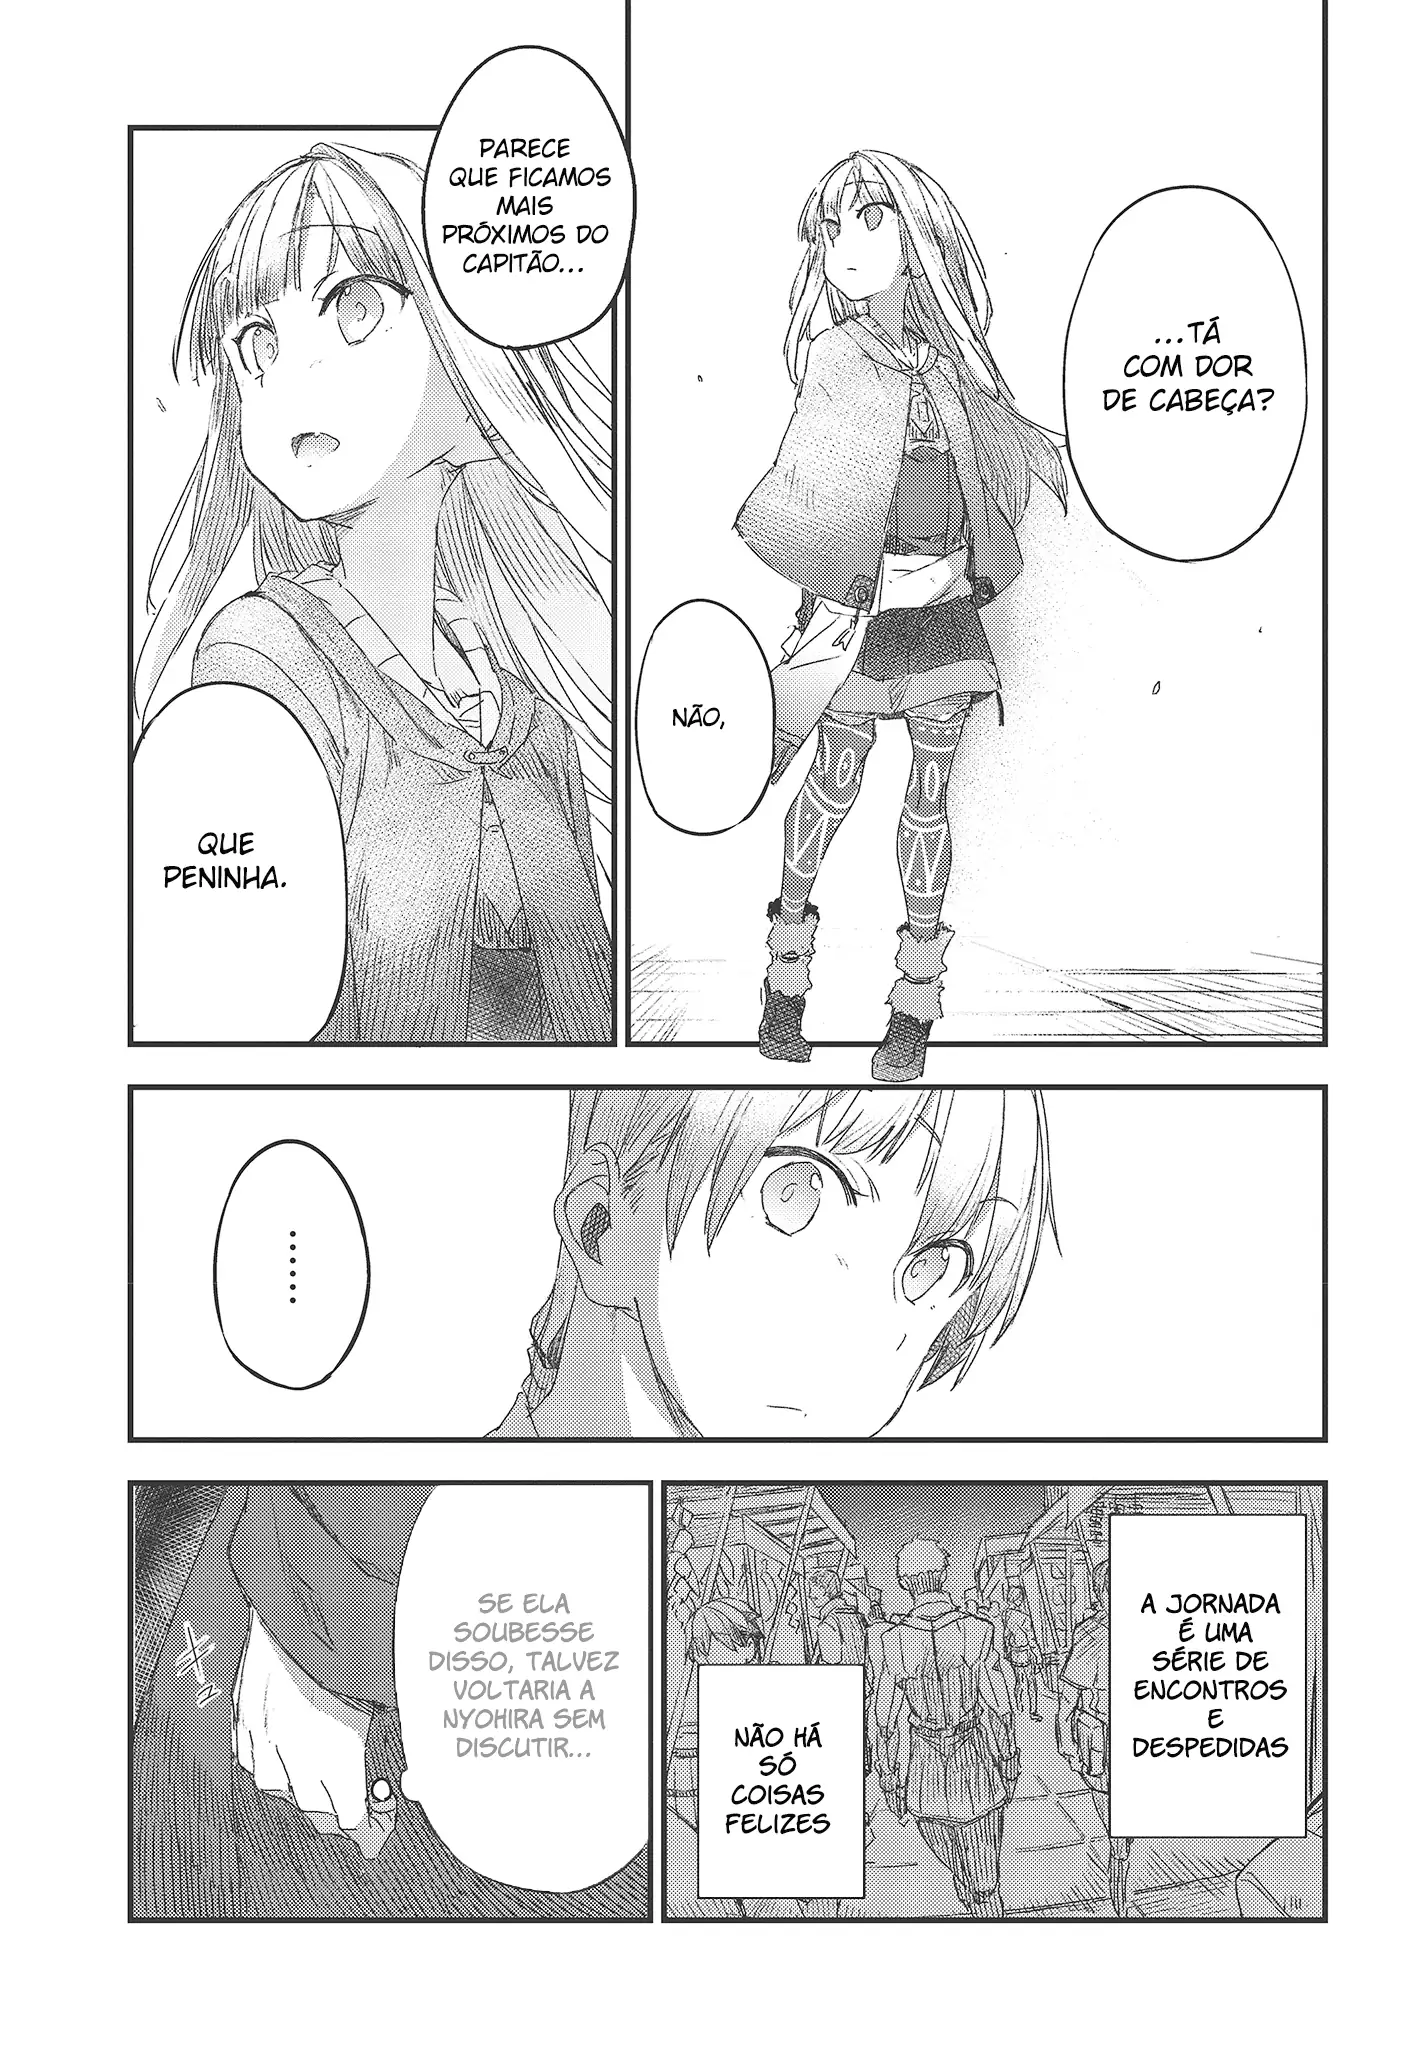 ...TÁ
COM DOR
DE CABEÇA?
NÃO,
PARECE
QUE FICAMOS
MAIS
PRÓXIMOS DO
CAPITÃO...
QUE
PENINHA.
......
A JORNADA
É UMA
SÉRIE DE
ENCONTROS
E
DESPEDIDAS
NÃO HÁ
SÓ
COISAS
FELIZES
SE ELA
SOUBESSE
DISSO, TALVEZ
VOLTARIA A
NYOHIRA SEM
DISCUTIR...